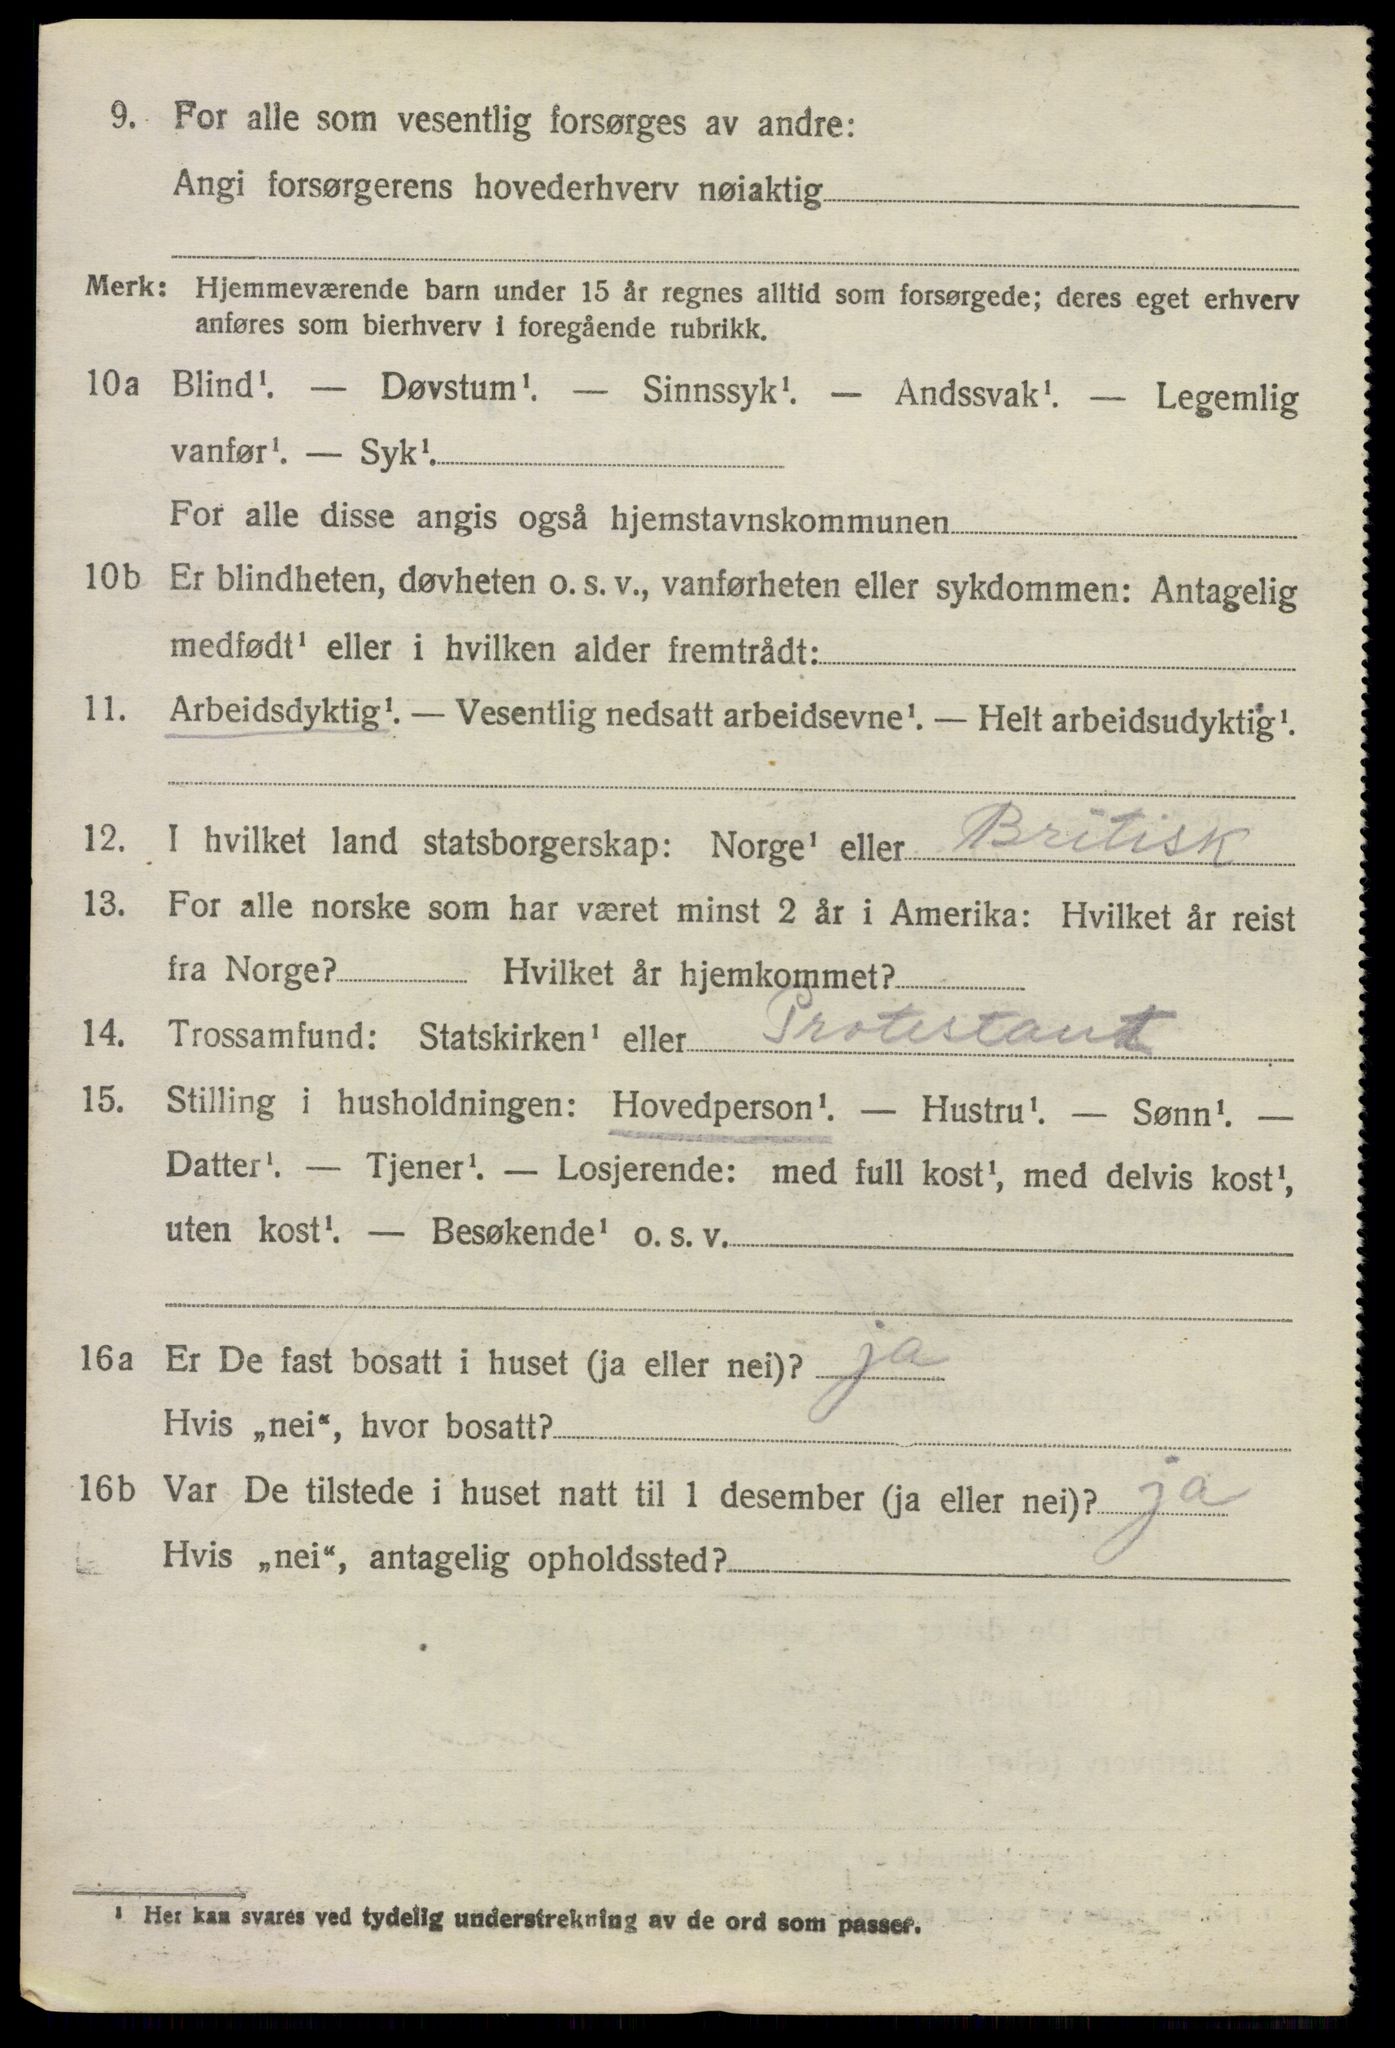 9. For alle som vesentlig forsørges av andre:
Angi forsørgerens hovederhverv nøiaktig
Merk: Hjemmeværende barn under 15 år regnes alltid som forsørgede; deres eget erhverv
anføres som bierhverv i foregående rubrikk.
10a Blind¹. — Døvstum¹. — Sinnssyk¹. — Andssvak¹. — Legemlig
vanfør¹. — Syk¹.
For alle disse angis også hjemstavnskommunen
10b Er blindheten, døvheten o. s. v., vanførheten eller sykdommen: Antagelig
medfødt¹ eller i hvilken alder fremtrådt:
11. Arbeidsdyktig¹. — Vesentlig nedsatt arbeidsevne¹. — Helt arbeidsudyktig¹.
12. I hvilket land statsborgerskap: Norge¹ eller Britisk
13. For alle norske som har været minst 2 år i Amerika: Hvilket år reist
fra Norge? Hvilket år hjemkommet?
14. Trossamfund: Statskirken¹ eller Protestant
15. Stilling i husholdningen: Hovedperson¹. — Hustru¹. — Sønn¹. —
Datter¹. — Tjener¹. — Losjerende: med full kost¹, med delvis kost¹,
uten kost¹. — Besøkende¹ o. s. v.
16a Er De fast bosatt i huset (ja eller nei)? ja
Hvis „nei“, hvor bosatt?
16b Var De tilstede i huset natt til 1 desember (ja eller nei)? ja
Hvis „nei“, antagelig opholdssted?
¹ Her kan svares ved tydelig understrekning av de ord som passer.